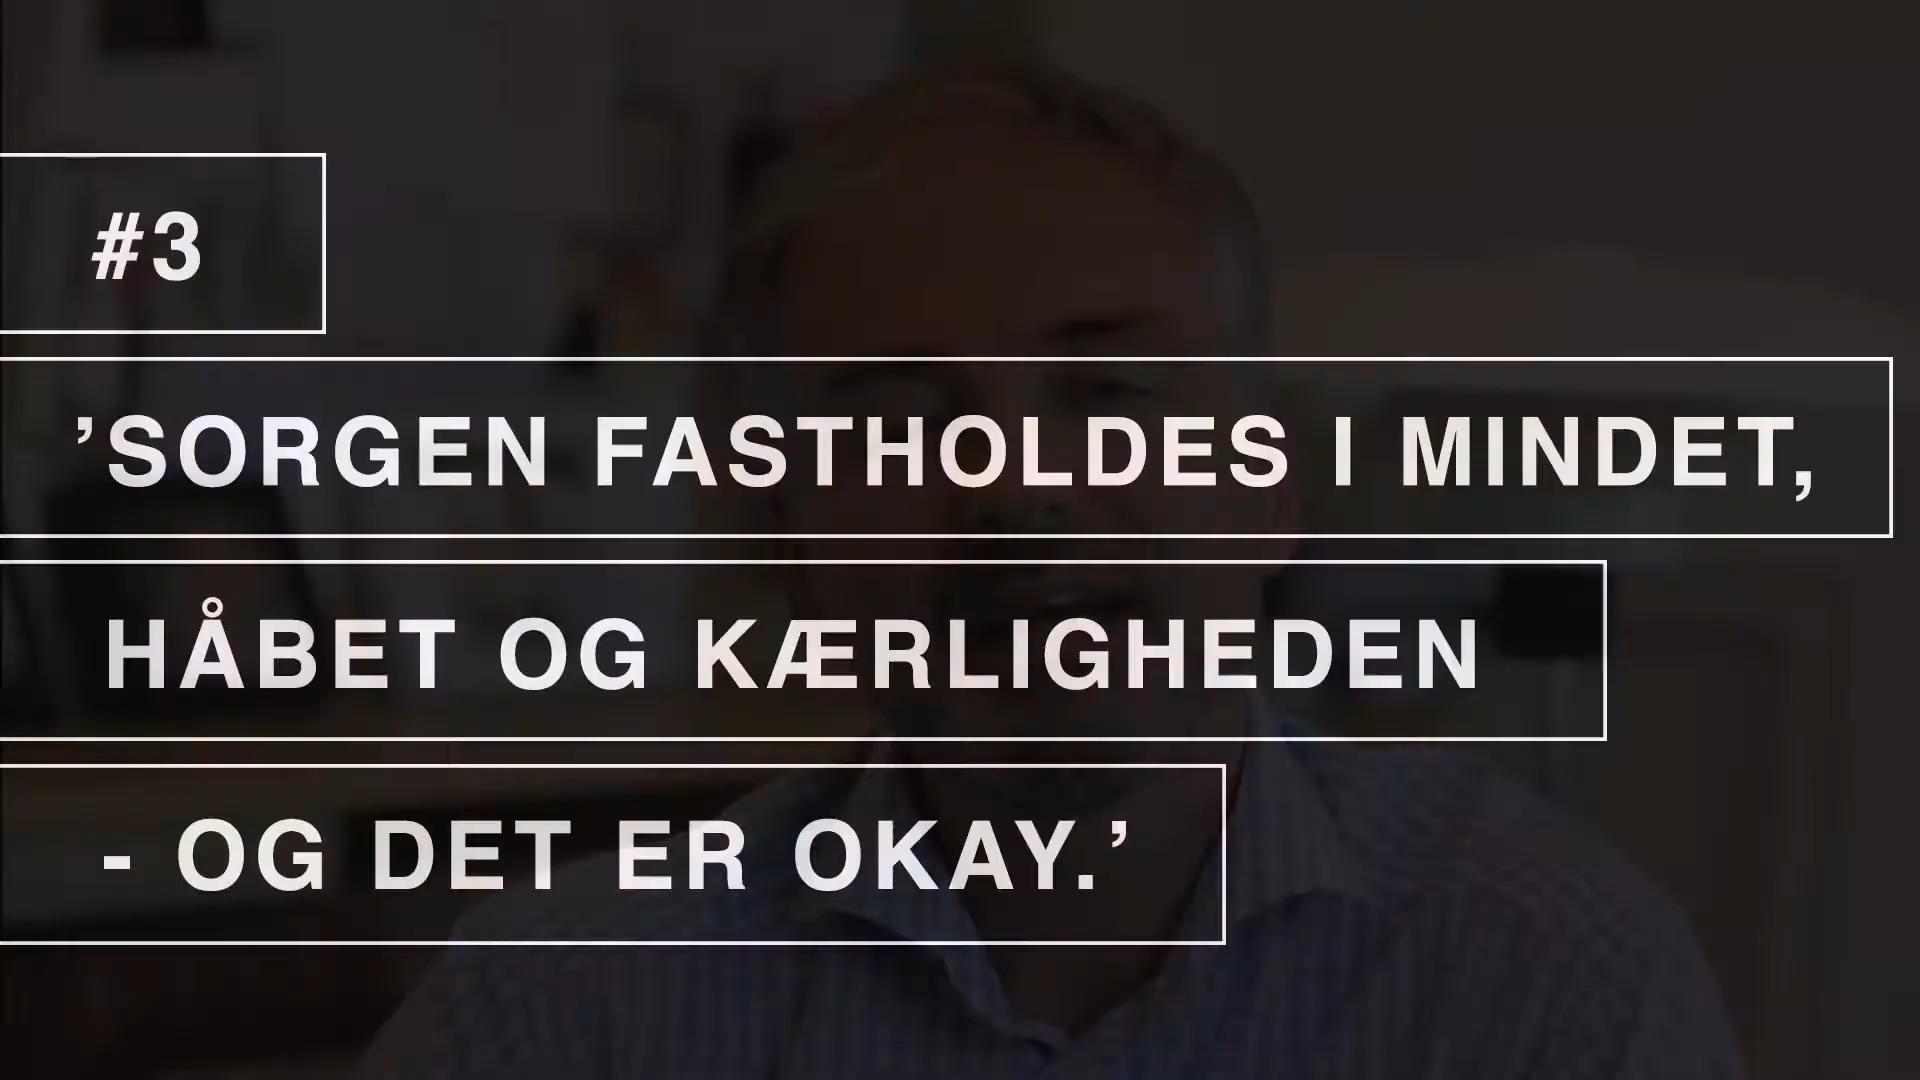 #3
’SORGEN FASTHOLDES I MINDET,
HÅBET OG KÆRLIGHEDEN
- OG DET ER OKAY.’